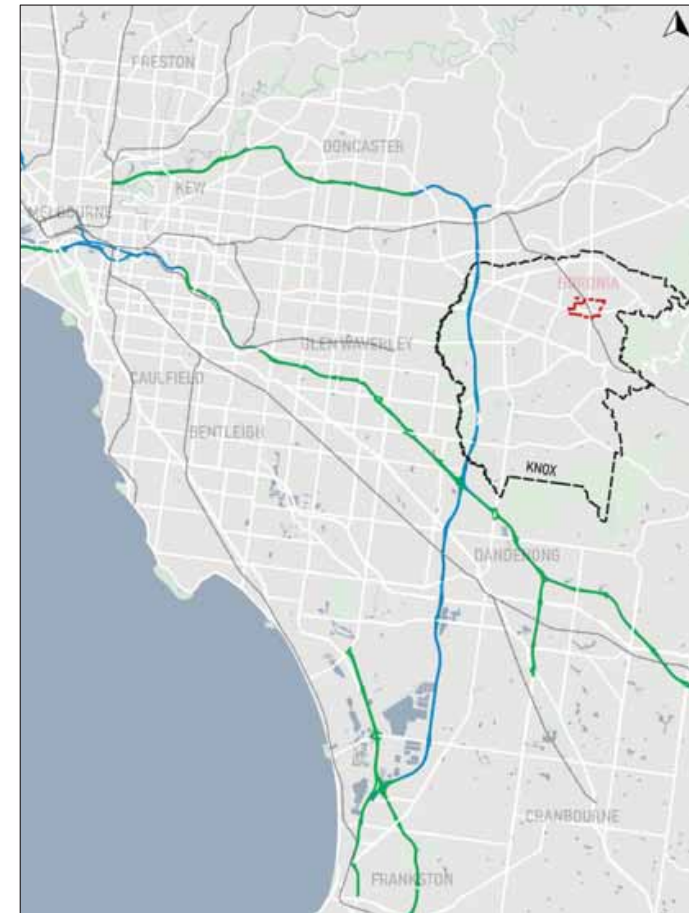 PRESTON
DONCASTER
KEW
MELBOURNE
BORONIA
GLEN WAVERLEY
CAULFIELD
BENTLEIGH
KNOX
DANDENONG
CRANBOURNE
FRANKSTON